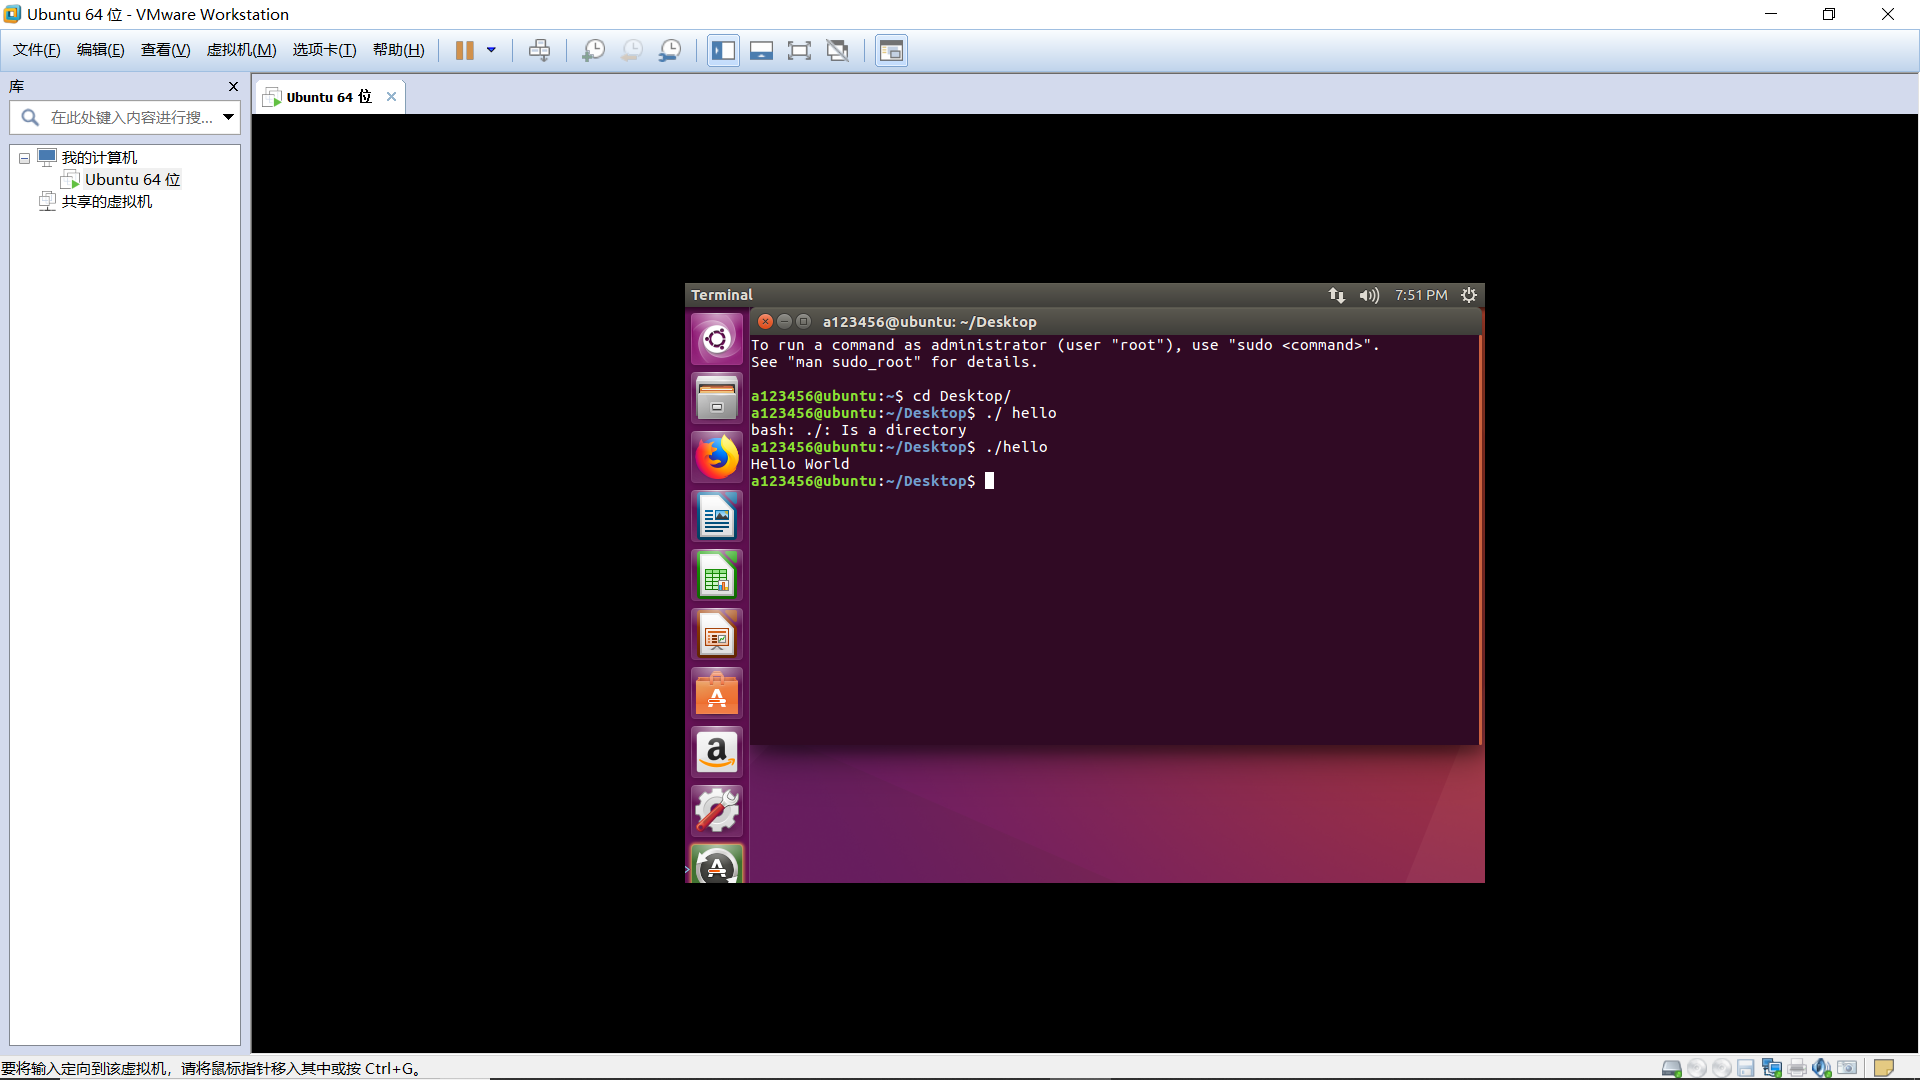 Ubuntu 64 位 - VMware Workstation
文件(F) 编辑(E) 查看(V) 虚拟机(M) 选项卡(T) 帮助(H)
库
在此处键入内容进行搜...
我的计算机
Ubuntu 64 位
共享的虚拟机
Ubuntu 64 位
Terminal 7:51 PM
a123456@ubuntu: ~/Desktop
To run a command as administrator (user "root"), use "sudo <command>".
See "man sudo_root" for details.
a123456@ubuntu:~$ cd Desktop/
a123456@ubuntu:~/Desktop$ ./ hello
bash: ./: Is a directory
a123456@ubuntu:~/Desktop$ ./hello
Hello World
a123456@ubuntu:~/Desktop$
要将输入定向到该虚拟机，请将鼠标指针移入其中或按 Ctrl+G。